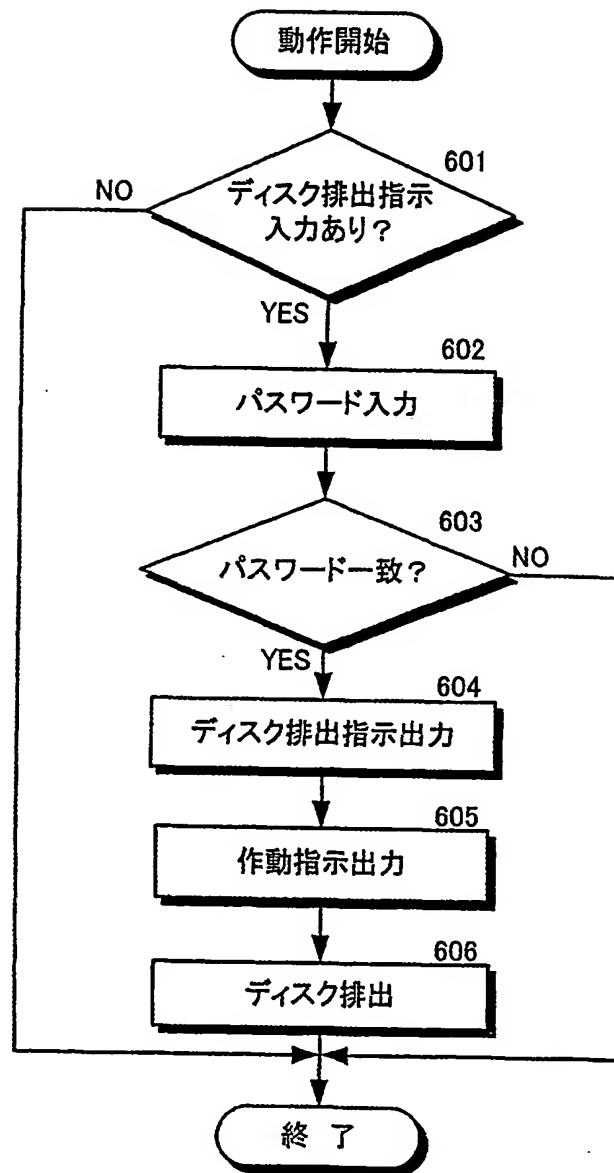 動作開始
601
NO
ディスク排出指示
入力あり?
YES
602
パスワード入力
603
パスワード一致?
NO
YES
604
ディスク排出指示出力
605
作動指示出力
606
ディスク排出
終 了